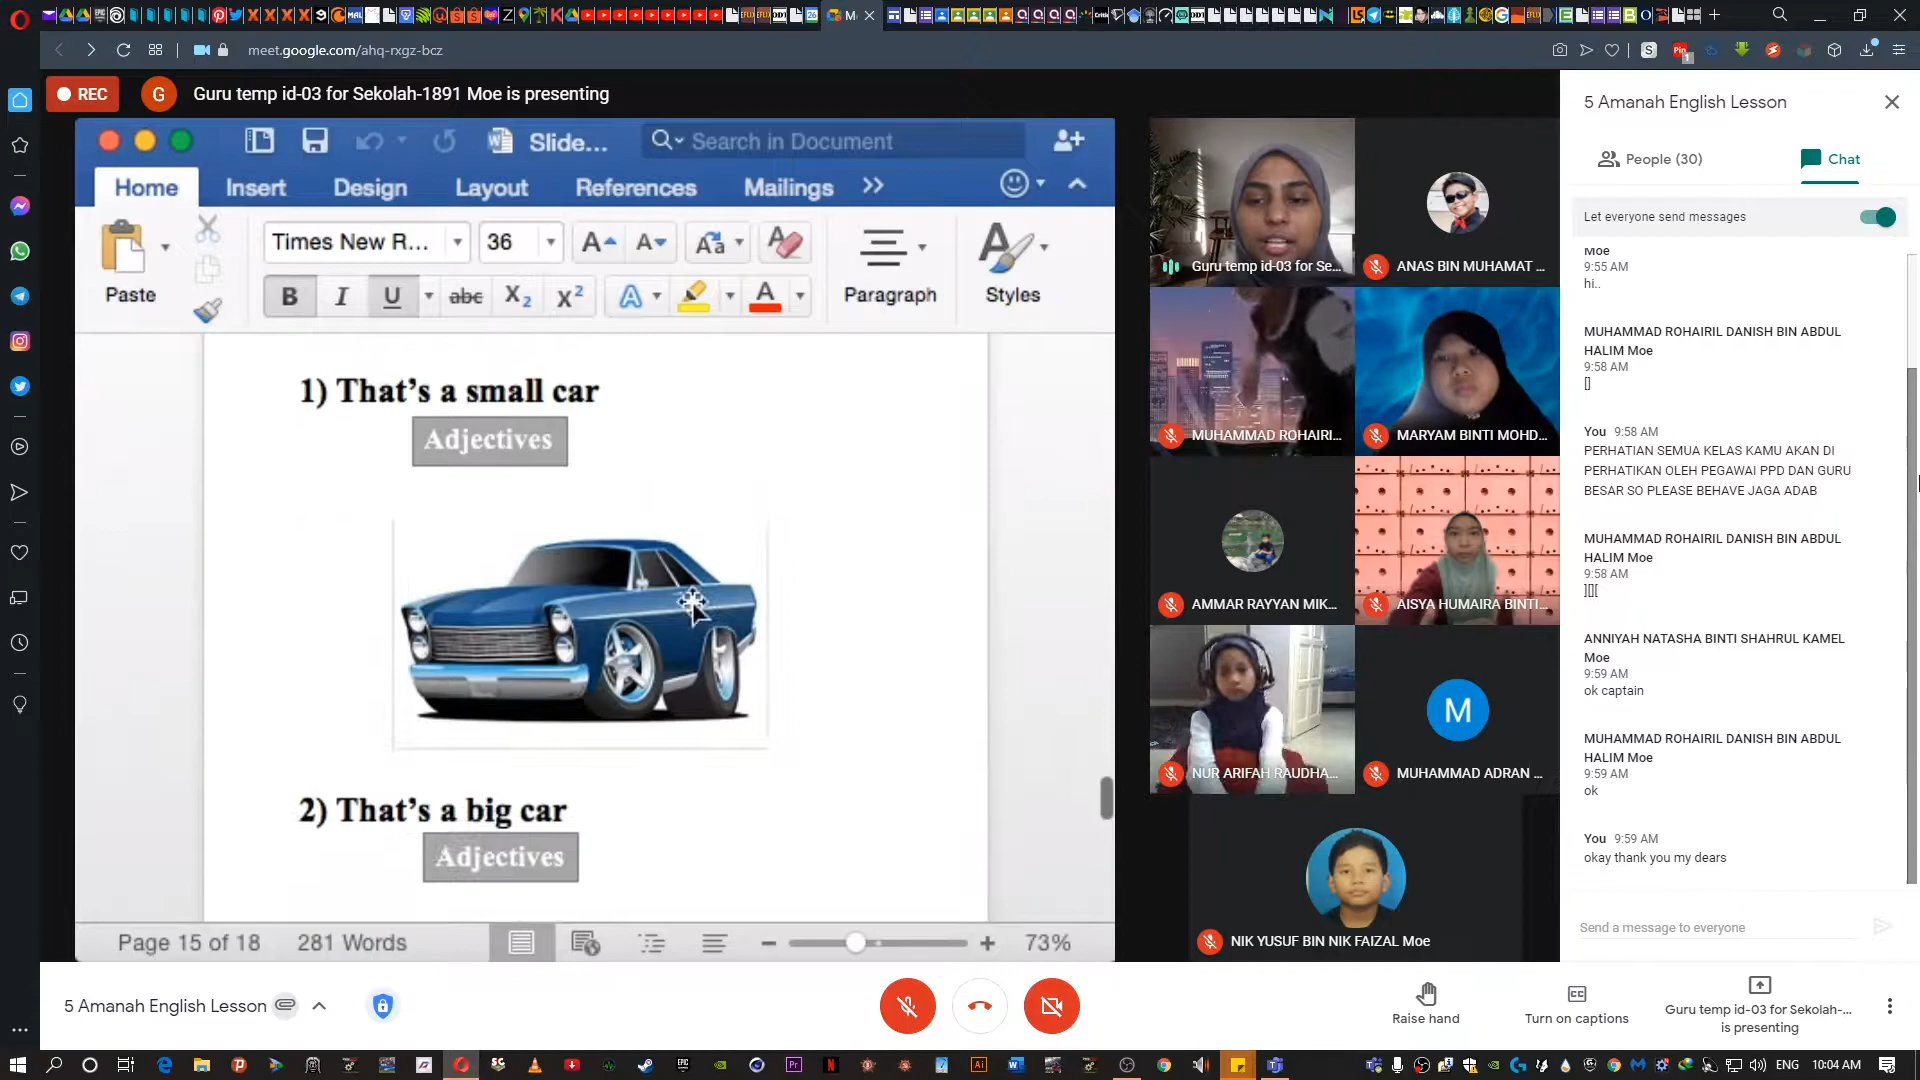 meet.google.com/ahq-rxgz-bcz
REC
G
Guru temp id-03 for Sekolah-1891 Moe is presenting
Slide...
Search in Document
Home
Insert
Design
Layout
References
Mailings
Times New R...
36
Paste
B
I
U
abc
X₂
X²
A
A
Paragraph
Styles
1) That's a small car
Adjectives
2) That's a big car
Adjectives
Page 15 of 18
281 Words
73%
Guru temp id-03 for Se...
ANAS BIN MUHAMAT ...
MUHAMMAD ROHAIRI...
MARYAM BINTI MOHD...
AMMAR RAYYAN MIK...
AISYA HUMAIRA BINTI...
NUR ARIFAH RAUDHA...
M
MUHAMMAD ADRAN ...
NIK YUSUF BIN NIK FAIZAL Moe
5 Amanah English Lesson
People (30)
Chat
Let everyone send messages
Moe
9:55 AM
hi..
MUHAMMAD ROHAIRIL DANISH BIN ABDUL
HALIM Moe
9:58 AM
[]
You 9:58 AM
PERHATIAN SEMUA KELAS KAMU AKAN DI
PERHATIKAN OLEH PEGAWAI PPD DAN GURU
BESAR SO PLEASE BEHAVE JAGA ADAB
MUHAMMAD ROHAIRIL DANISH BIN ABDUL
HALIM Moe
9:58 AM
][][
ANNIYAH NATASHA BINTI SHAHRUL KAMEL
Moe
9:59 AM
ok captain
MUHAMMAD ROHAIRIL DANISH BIN ABDUL
HALIM Moe
9:59 AM
ok
You 9:59 AM
okay thank you my dears
Send a message to everyone
5 Amanah English Lesson
Raise hand
Turn on captions
Guru temp id-03 for Sekolah-...
is presenting
ENG
10:04 AM